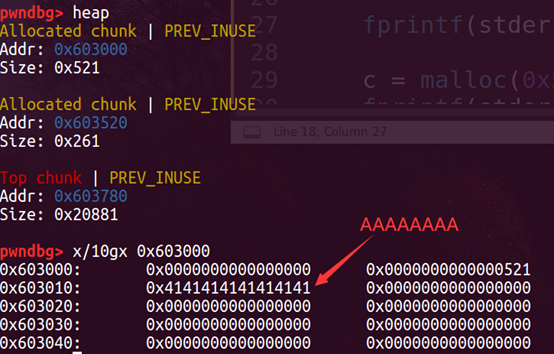 pwndbg> heap
Allocated chunk | PREV_INUSE
Addr: 0x603000
Size: 0x521
Allocated chunk | PREV_INUSE
Addr: 0x603520
Size: 0x261
Top chunk | PREV_INUSE
Addr: 0x603780
Size: 0x20881
27 fprintf(stder
28
29 c = malloc(0x
fprintf(stder
Line 18, Column 27
AAAAAAAA
pwndbg> x/10gx 0x603000
0x603000: 0x0000000000000000 0x0000000000000521
0x603010: 0x4141414141414141 0x0000000000000000
0x603020: 0x0000000000000000 0x0000000000000000
0x603030: 0x0000000000000000 0x0000000000000000
0x603040: 0x0000000000000000 0x0000000000000000